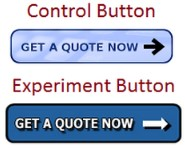 Control Button
GET A QUOTE NOW
Experiment Button
GET A QUOTE NOW